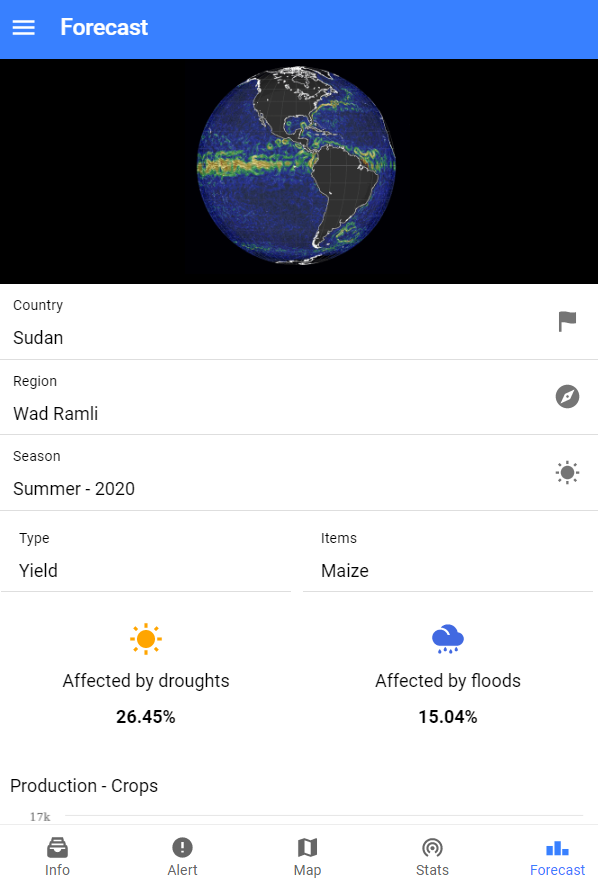 Forecast
Country
Sudan
Region
Wad Ramli
Season
Summer - 2020
Type Items
Yield Maize
Affected by droughts Affected by floods
26.45% 15.04%
Production - Crops
17k
Info Alert Map Stats Forecast